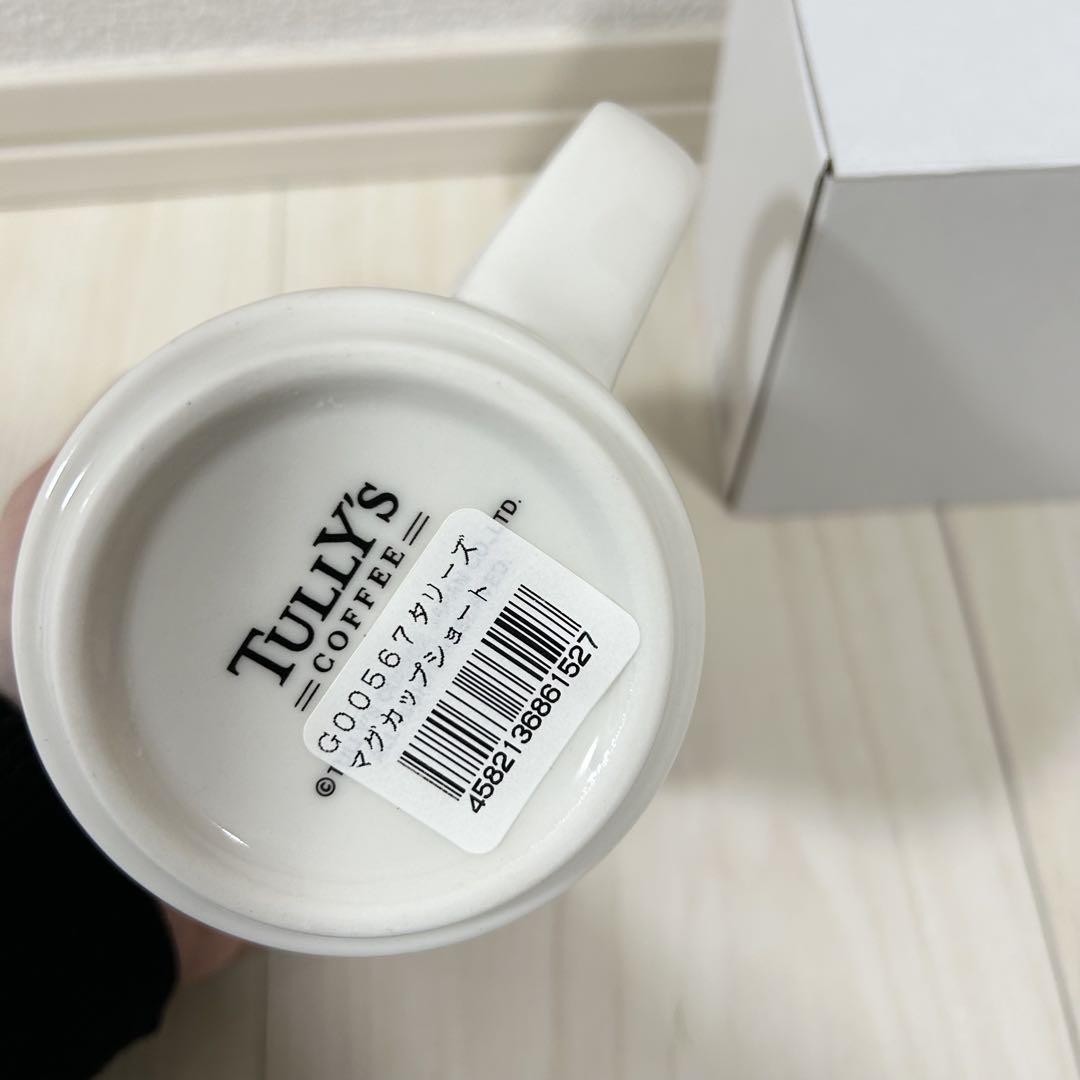 TULLY'S
COFFEE
G00567タリーズ
マグカップショート
4582136861527
LTD.
©